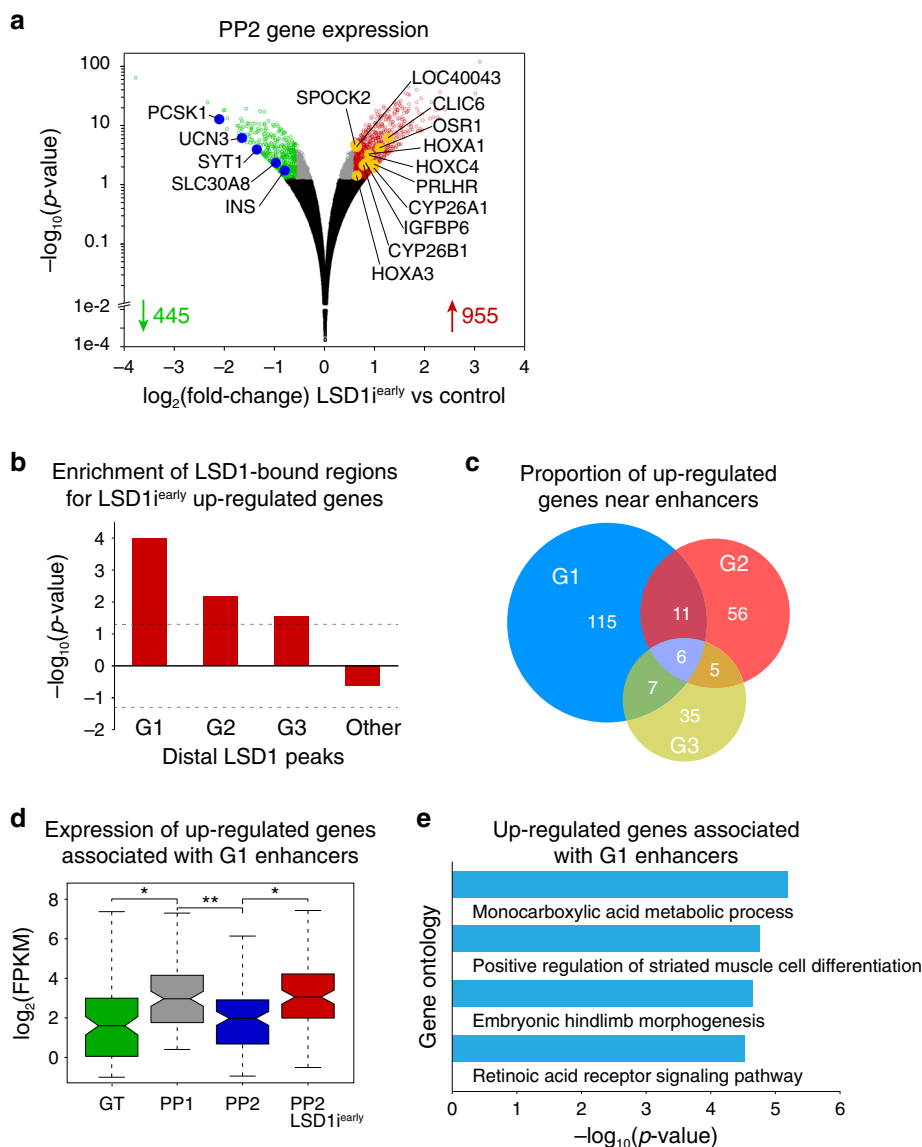 a
PP2 gene expression
100
10
1
0.1
1e-2
1e-4
−log10(p-value)
PCSK1
UCN3
SYT1
SLC30A8
INS
SPOCK2
LOC40043
CLIC6
OSR1
HOXA1
HOXC4
PRLHR
CYP26A1
IGFBP6
CYP26B1
HOXA3
445
955
−4 −3 −2 −1 0 1 2 3 4
log2(fold-change) LSD1i^early vs control
b
Enrichment of LSD1-bound regions
for LSD1i^early up-regulated genes
4
3
2
1
0
−1
−2
−log10(p-value)
G1 G2 G3 Other
Distal LSD1 peaks
c
Proportion of up-regulated
genes near enhancers
G1
G2
115
11
56
6
5
7
35
G3
d
Expression of up-regulated genes
associated with G1 enhancers
8
6
4
2
0
log2(FPKM)
* ** *
GT PP1 PP2 PP2
LSD1i^early
e
Up-regulated genes associated
with G1 enhancers
Gene ontology
Monocarboxylic acid metabolic process
Positive regulation of striated muscle cell differentiation
Embryonic hindlimb morphogenesis
Retinoic acid receptor signaling pathway
0 1 2 3 4 5 6
−log10(p-value)